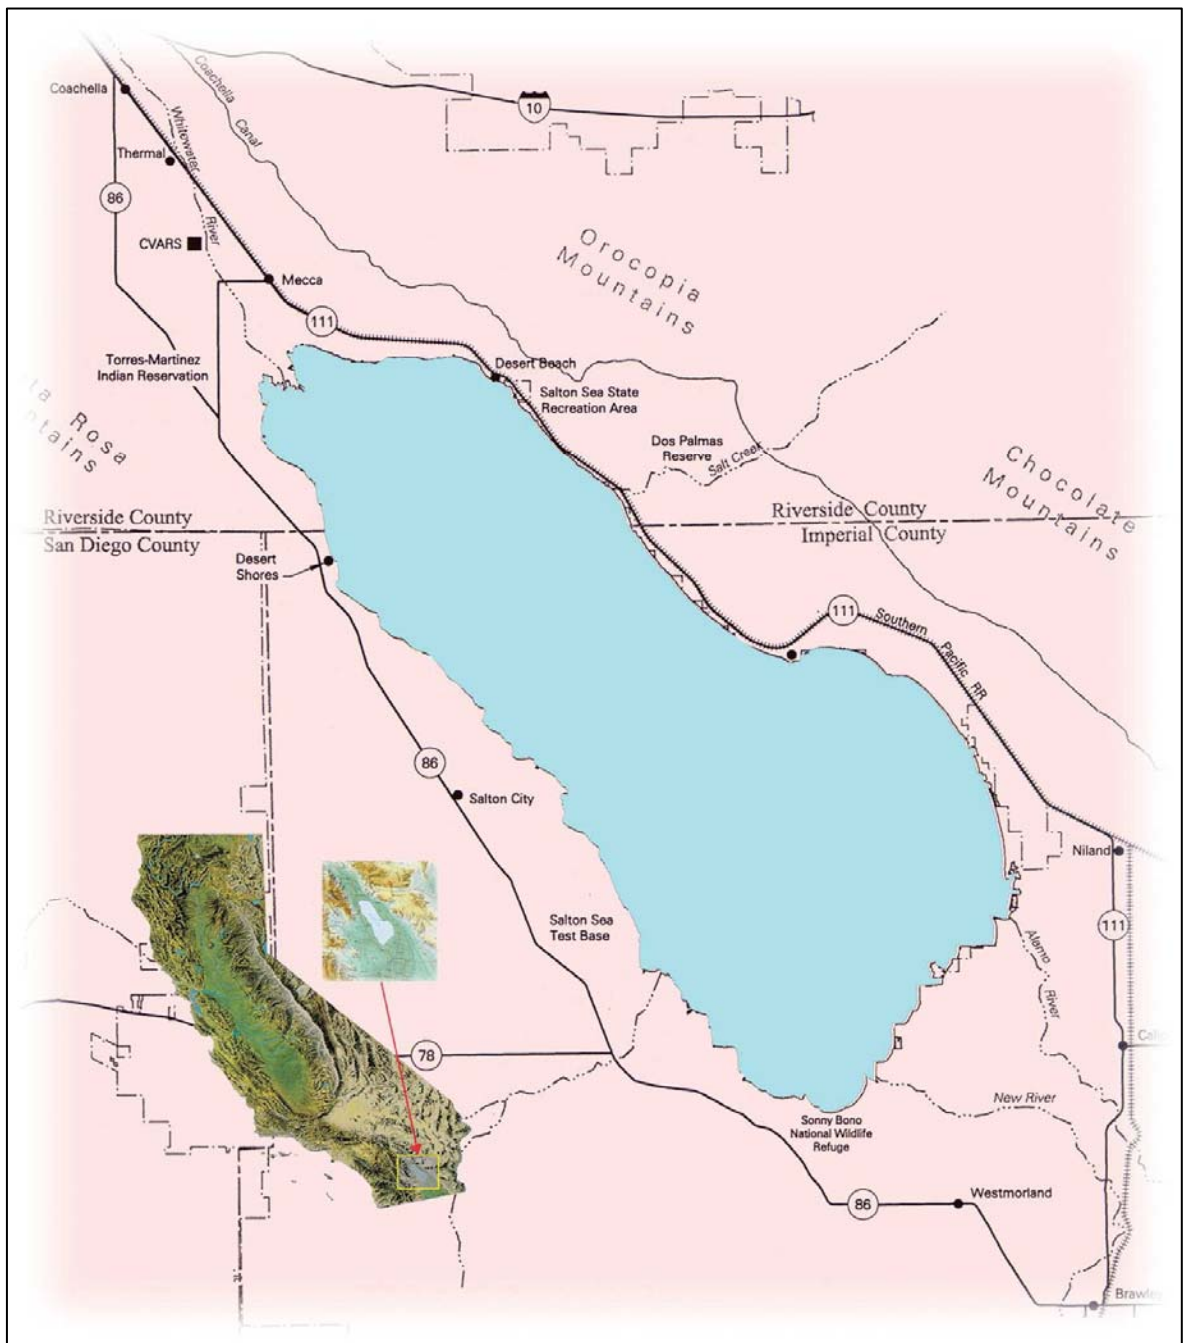 Coachella
Coachella
Canal
10
Whitewater
River
Thermal
86
CVARS
Mecca
Orocopia
Mountains
111
Torres-Martinez
Indian Reservation
Desert Beach
Salton Sea State
Recreation Area
Rosa
Dos Palmas
Reserve
Salt Creek
Chocolate
Mountains
Riverside County
San Diego County
Riverside County
Imperial County
Desert
Shores
111
Southern
Pacific RR
86
Salton City
Niland
Salton Sea
Test Base
111
Alamo
River
78
New River
Sonny Bono
National Wildlife
Refuge
Westmorland
86